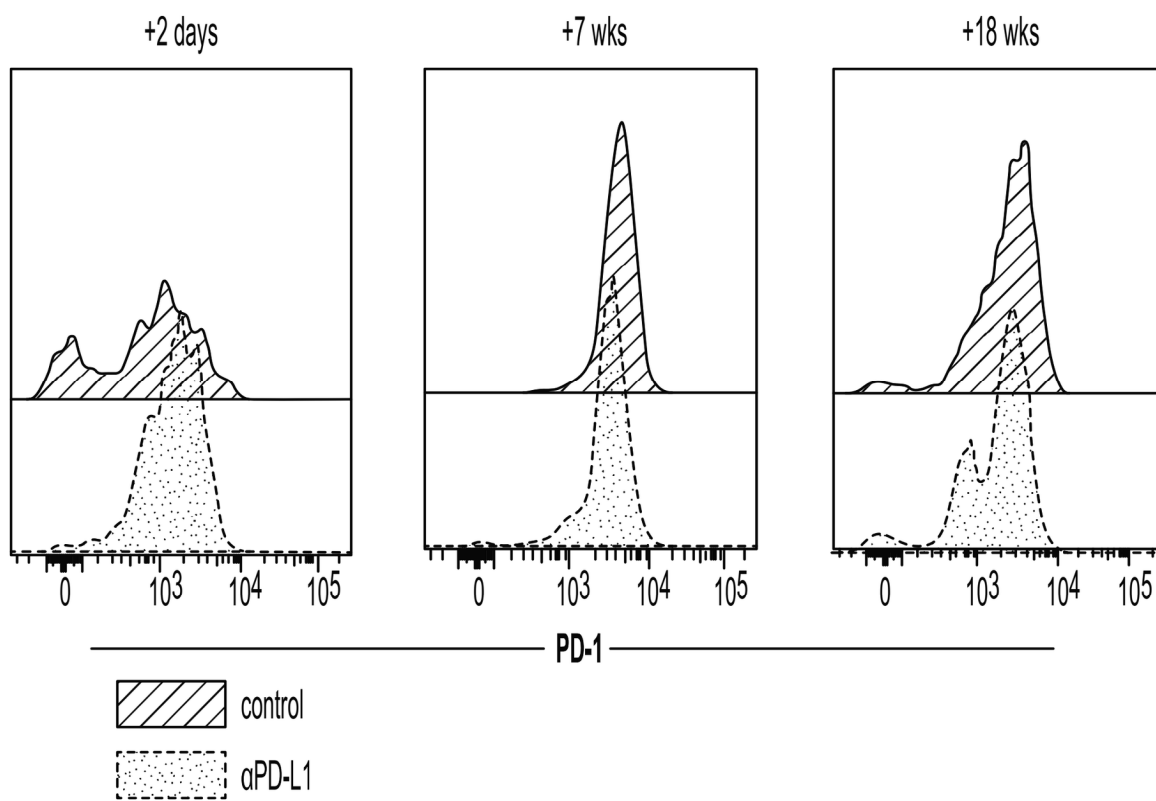 +2 days +7 wks +18 wks
0 10³ 10⁴ 10⁵ 0 10³ 10⁴ 10⁵ 0 10³ 10⁴ 10⁵
PD-1
control
αPD-L1